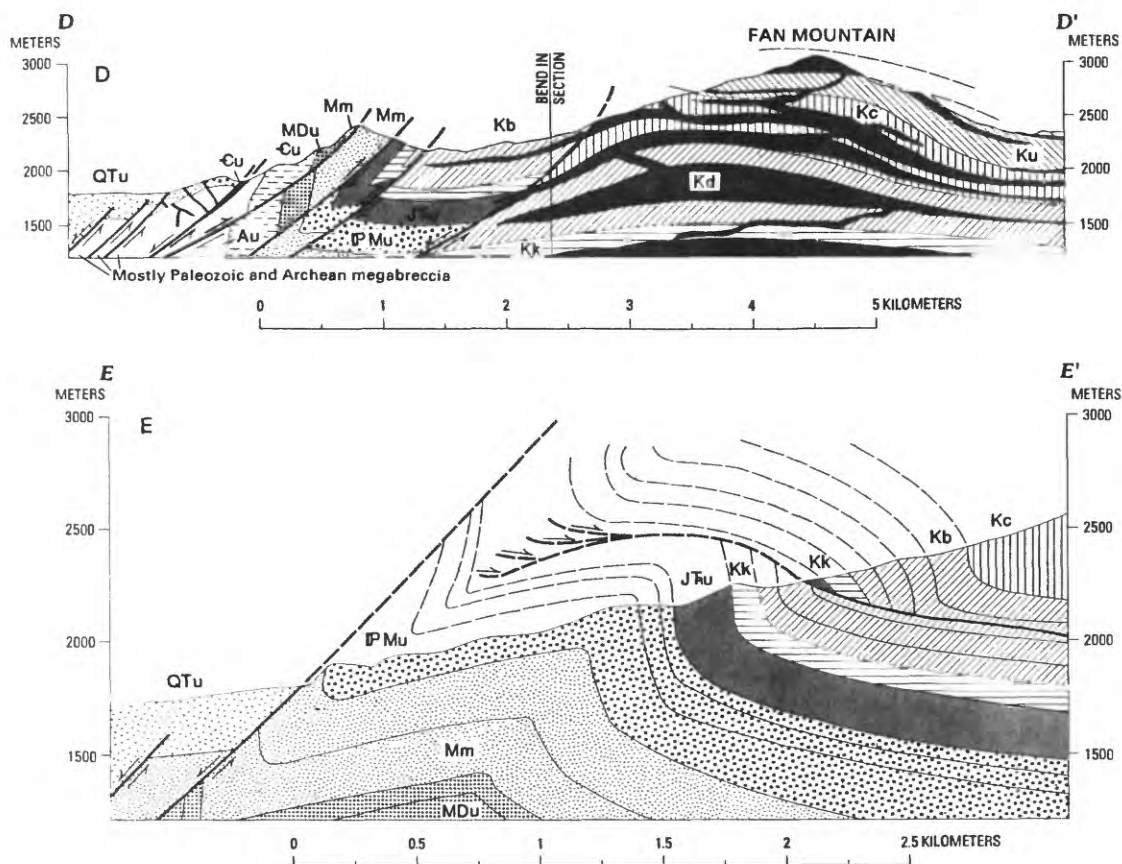 D D'
METERS FAN MOUNTAIN METERS
3000 D BEND IN SECTION 3000
Mm Mm
2500 MDu Kb Kc 2500
-Cu -Cu Ku
2000 QTu 2000
Kd
1500 Au JTu 1500
IPMu
Kk
Mostly Paleozoic and Archean megabreccia
0 1 2 3 4 5 KILOMETERS
E E'
METERS METERS
3000 E 3000
2500 Kb Kc 2500
JTru Kk Kk
2000 IPMu 2000
QTu
1500 Mm 1500
MDu
0 0.5 1 1.5 2 2.5 KILOMETERS